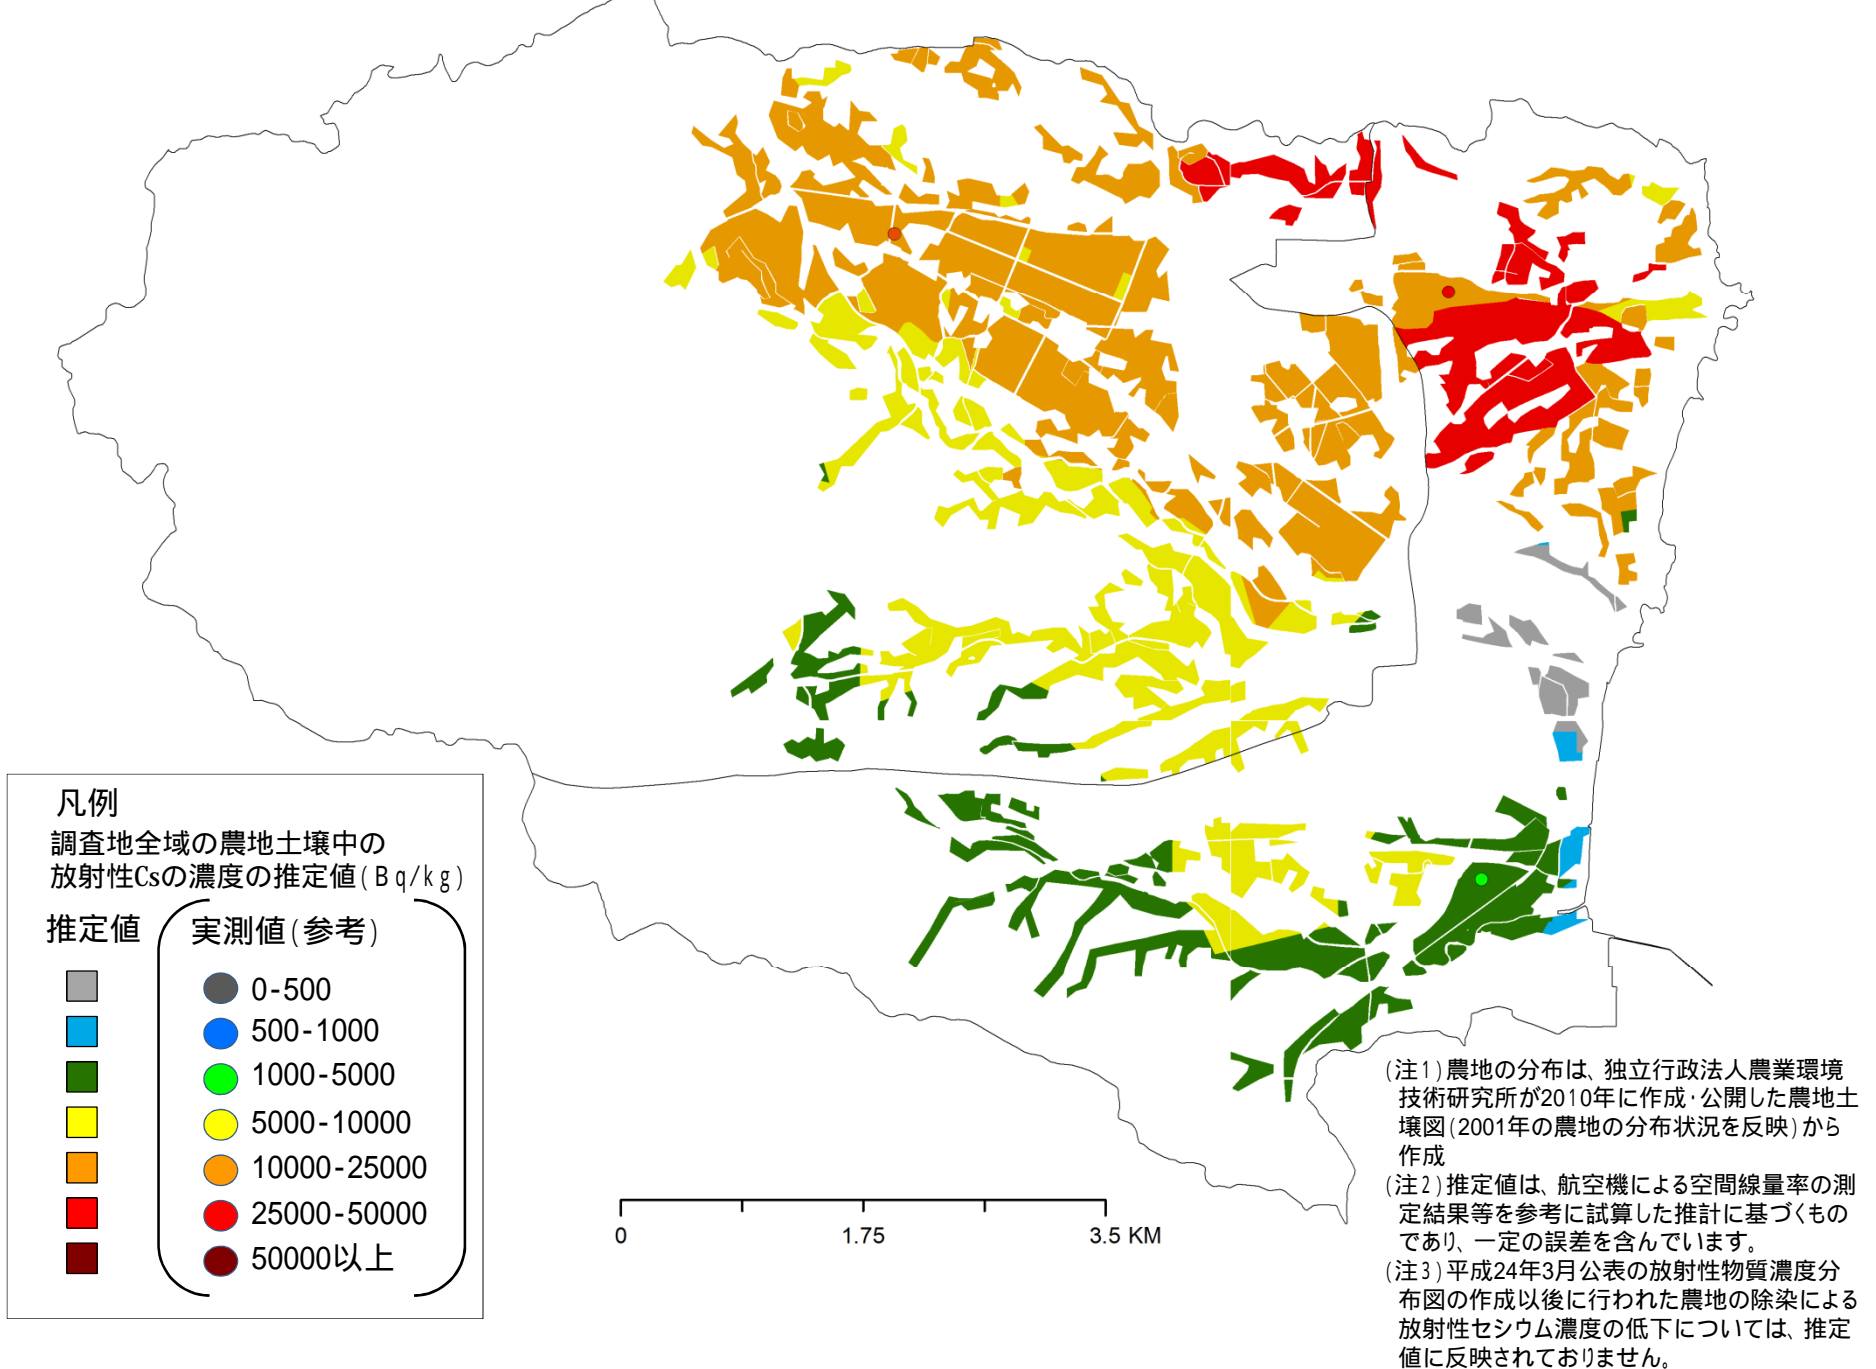 凡例
調査地全域の農地土壌中の
放射性Csの濃度の推定値(Bq/kg)
推定値
実測値(参考)
0-500
500-1000
1000-5000
5000-10000
10000-25000
25000-50000
50000以上
0 1.75 3.5 KM
(注1)農地の分布は、独立行政法人農業環境
技術研究所が2010年に作成・公開した農地土
壌図(2001年の農地の分布状況を反映)から
作成
(注2)推定値は、航空機による空間線量率の測
定結果等を参考に試算した推計に基づくもの
であり、一定の誤差を含んでいます。
(注3)平成24年3月公表の放射性物質濃度分
布図の作成以後に行われた農地の除染による
放射性セシウム濃度の低下については、推定
値に反映されておりません。